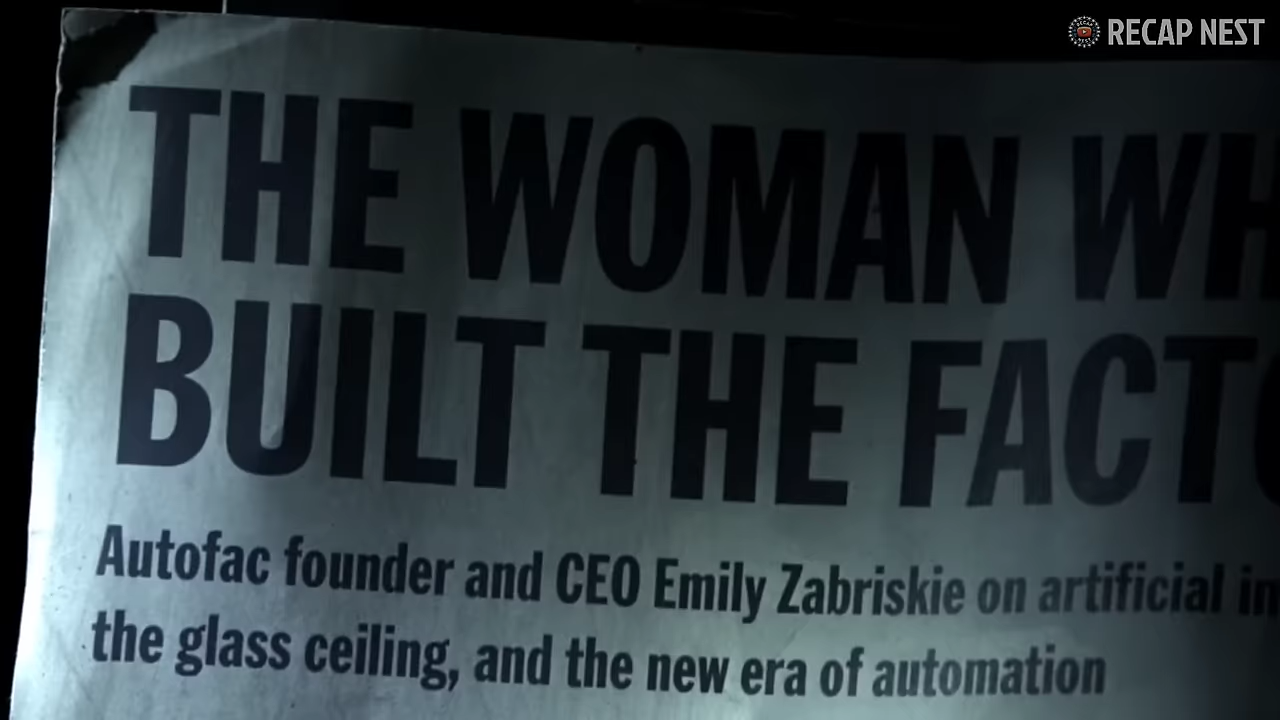 RECAP NEST
THE WOMAN WH
BUILT THE FACT
Autofac founder and CEO Emily Zabriskie on artificial in
the glass ceiling, and the new era of automation